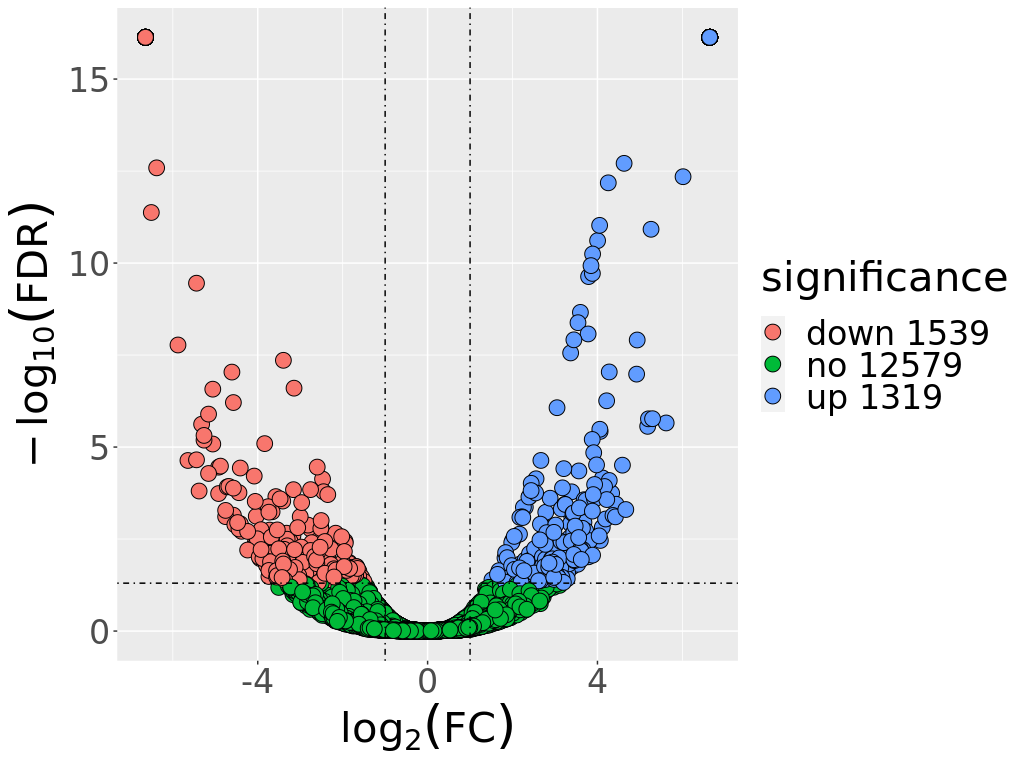 15
10
5
0
−log₁₀(FDR)
-4 0 4
log₂(FC)
significance
down 1539
no 12579
up 1319